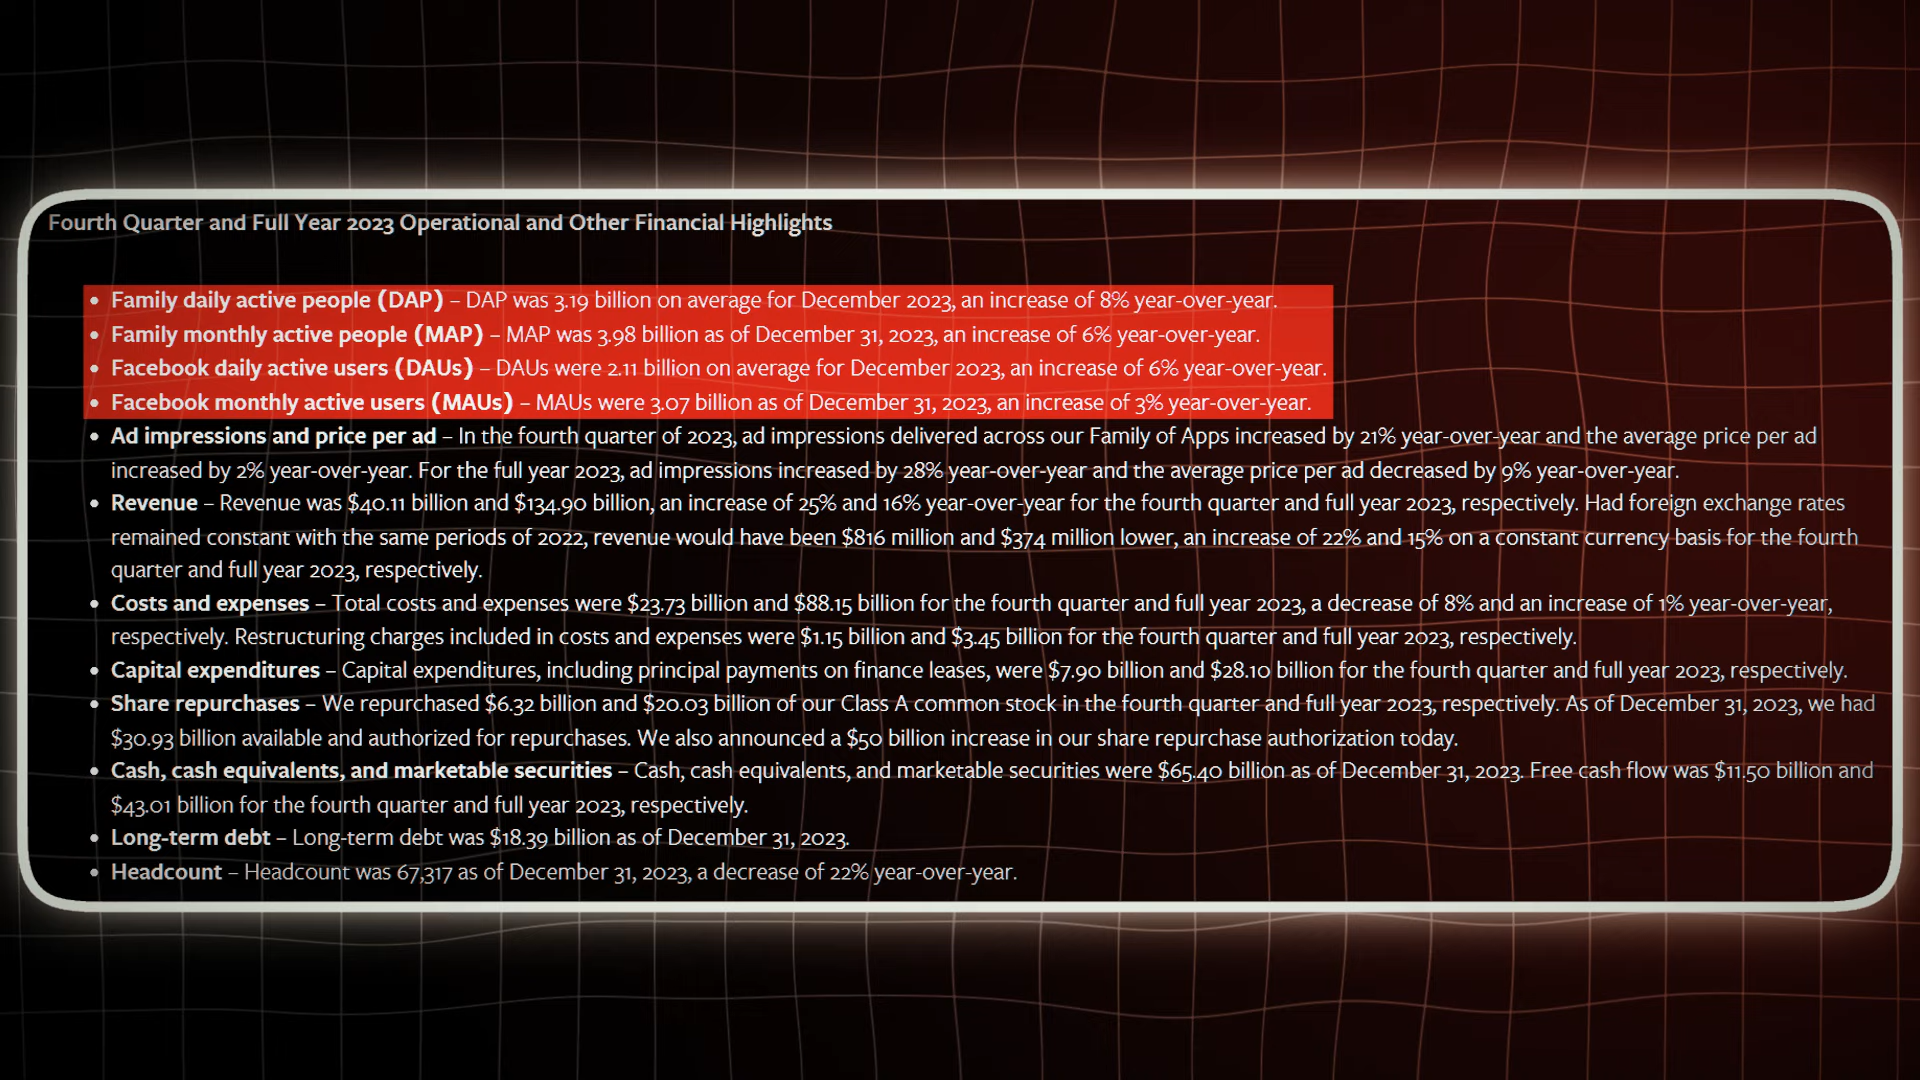 Fourth Quarter and Full Year 2023 Operational and Other Financial Highlights
• Family daily active people (DAP) – DAP was 3.19 billion on average for December 2023, an increase of 8% year-over-year.
• Family monthly active people (MAP) – MAP was 3.98 billion as of December 31, 2023, an increase of 6% year-over-year.
• Facebook daily active users (DAUs) – DAUs were 2.11 billion on average for December 2023, an increase of 6% year-over-year.
• Facebook monthly active users (MAUs) – MAUs were 3.07 billion as of December 31, 2023, an increase of 3% year-over-year.
• Ad impressions and price per ad – In the fourth quarter of 2023, ad impressions delivered across our Family of Apps increased by 21% year-over-year and the average price per ad
increased by 2% year-over-year. For the full year 2023, ad impressions increased by 28% year-over-year and the average price per ad decreased by 9% year-over-year.
• Revenue – Revenue was $40.11 billion and $134.90 billion, an increase of 25% and 16% year-over-year for the fourth quarter and full year 2023, respectively. Had foreign exchange rates
remained constant with the same periods of 2022, revenue would have been $816 million and $374 million lower, an increase of 22% and 15% on a constant currency basis for the fourth
quarter and full year 2023, respectively.
• Costs and expenses – Total costs and expenses were $23.73 billion and $88.15 billion for the fourth quarter and full year 2023, a decrease of 8% and an increase of 1% year-over-year,
respectively. Restructuring charges included in costs and expenses were $1.15 billion and $3.45 billion for the fourth quarter and full year 2023, respectively.
• Capital expenditures – Capital expenditures, including principal payments on finance leases, were $7.90 billion and $28.10 billion for the fourth quarter and full year 2023, respectively.
• Share repurchases – We repurchased $6.32 billion and $20.03 billion of our Class A common stock in the fourth quarter and full year 2023, respectively. As of December 31, 2023, we had
$30.93 billion available and authorized for repurchases. We also announced a $50 billion increase in our share repurchase authorization today.
• Cash, cash equivalents, and marketable securities – Cash, cash equivalents, and marketable securities were $65.40 billion as of December 31, 2023. Free cash flow was $11.50 billion and
$43.01 billion for the fourth quarter and full year 2023, respectively.
• Long-term debt – Long-term debt was $18.39 billion as of December 31, 2023.
• Headcount – Headcount was 67,317 as of December 31, 2023, a decrease of 22% year-over-year.